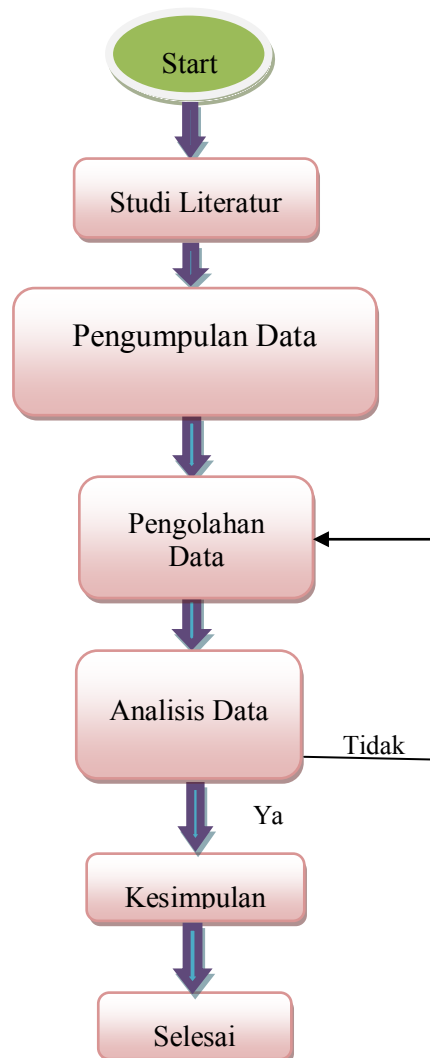 Start
Studi Literatur
Pengumpulan Data
Pengolahan
Data
Analisis Data
Tidak
Ya
Kesimpulan
Selesai